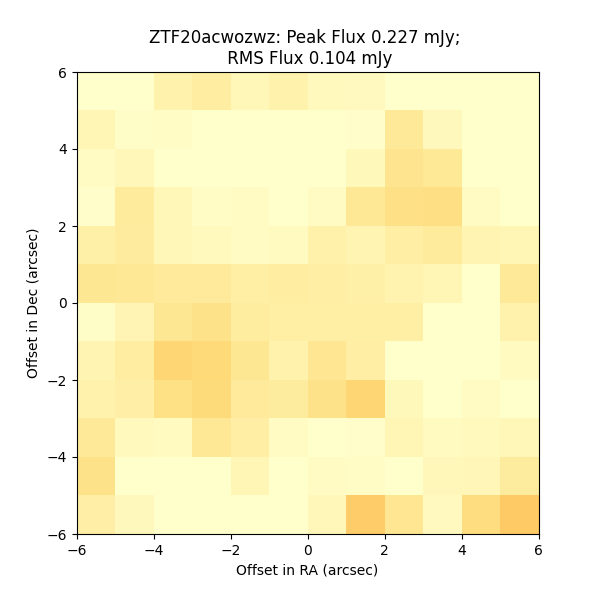 ZTF20acwozwz: Peak Flux 0.227 mJy;
RMS Flux 0.104 mJy
6
4
2
0
−2
−4
−6
Offset in Dec (arcsec)
−6 −4 −2 0 2 4 6
Offset in RA (arcsec)